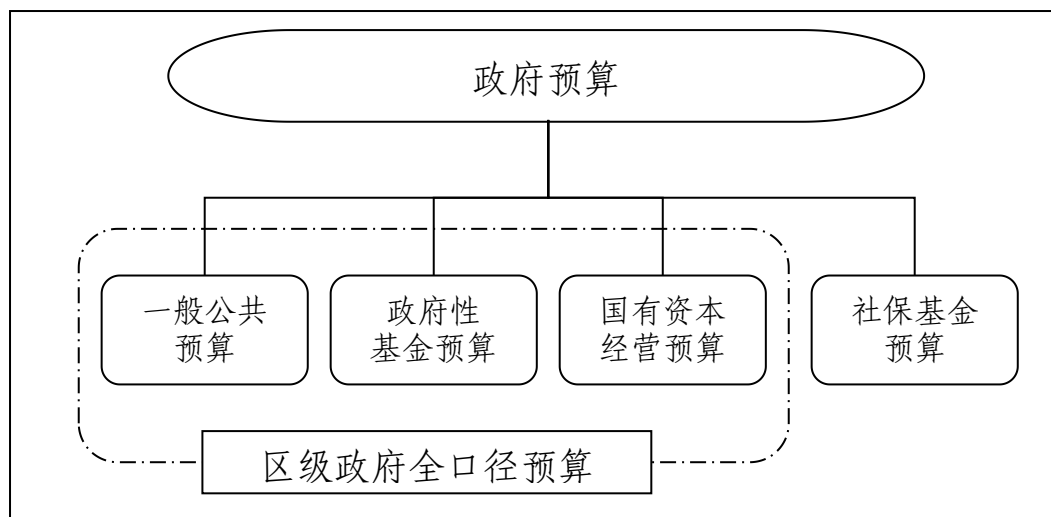 政府预算
一般公共
预算
政府性
基金预算
国有资本
经营预算
社保基金
预算
区级政府全口径预算